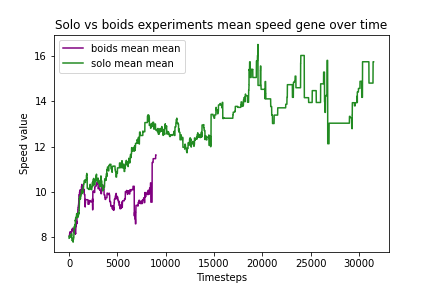 Solo vs boids experiments mean speed gene over time
boids mean mean
solo mean mean
Speed value
16
14
12
10
8
0
5000
10000
15000
20000
25000
30000
Timesteps